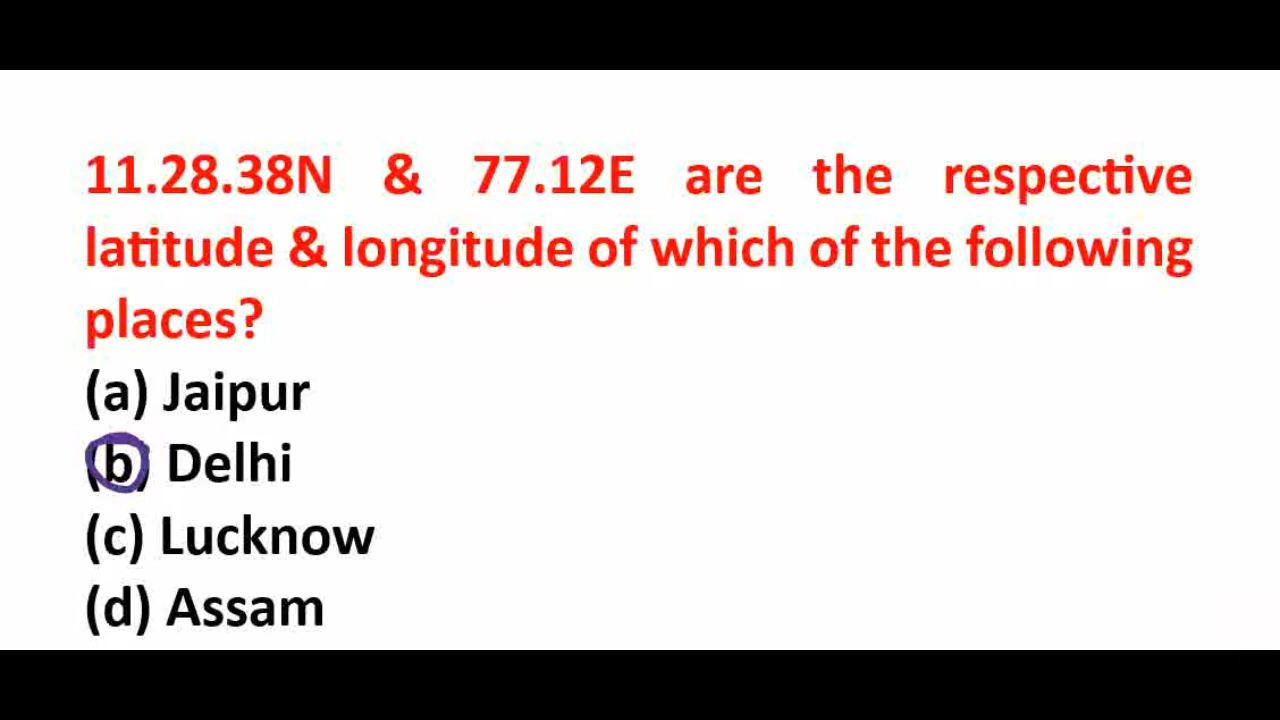 11.28.38N & 77.12E are the respective
latitude & longitude of which of the following
places?
(a) Jaipur
(b) Delhi
(c) Lucknow
(d) Assam